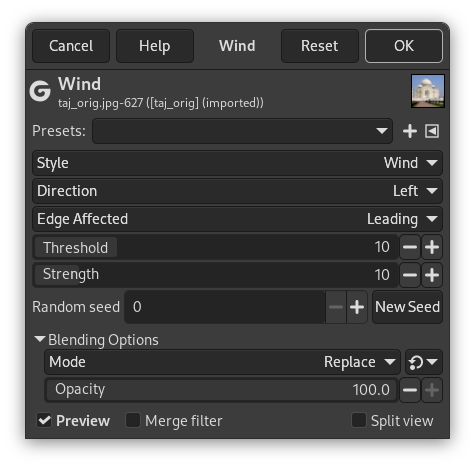 Cancel Help Wind Reset OK
Wind
taj_orig.jpg-627 ([taj_orig] (imported))
Presets:
Style Wind
Direction Left
Edge Affected Leading
Threshold 10
Strength 10
Random seed 0 New Seed
Blending Options
Mode Replace
Opacity 100.0
Preview Merge filter Split view